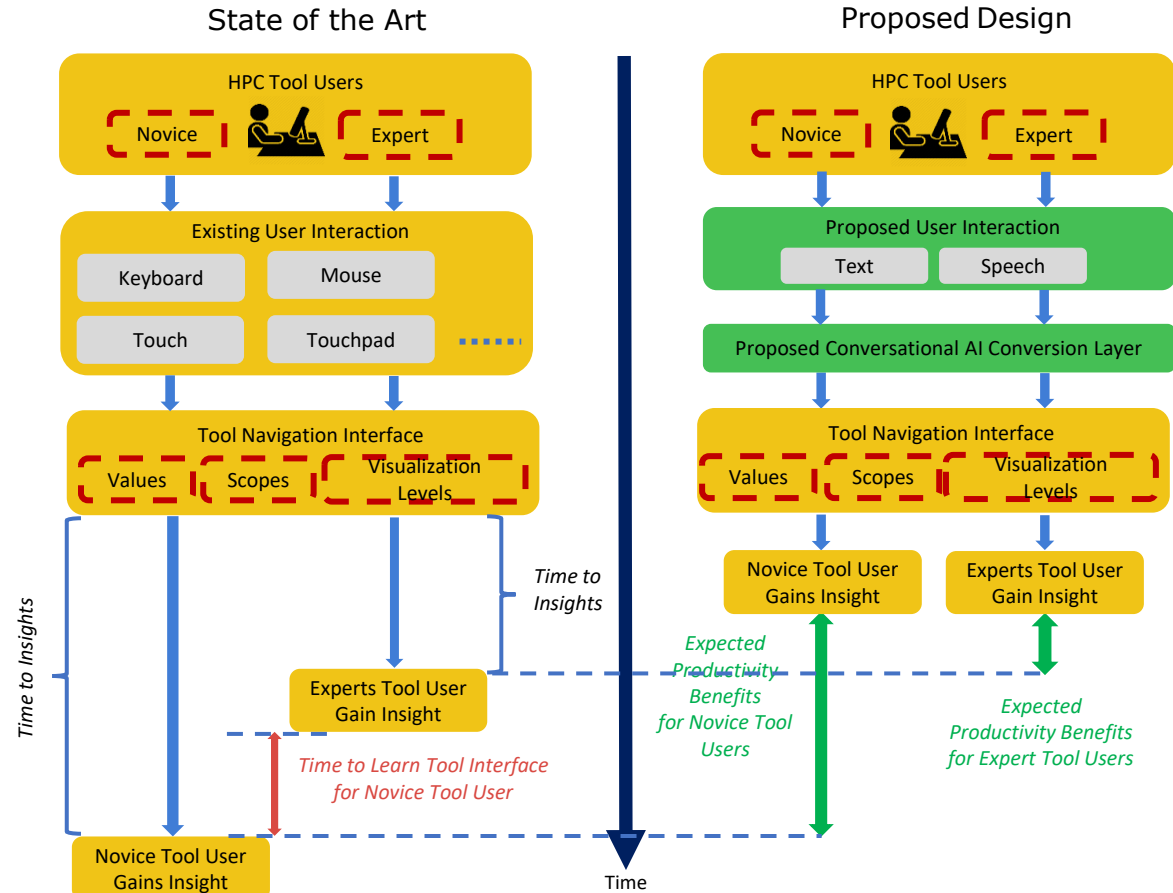 State of the Art
HPC Tool Users
Novice
Expert
Existing User Interaction
Keyboard
Mouse
Touch
Touchpad
Tool Navigation Interface
Values
Scopes
Visualization
Levels
Time to Insights
Time to
Insights
Experts Tool User
Gain Insight
Time to Learn Tool Interface
for Novice Tool User
Novice Tool User
Gains Insight
Time
Proposed Design
HPC Tool Users
Novice
Expert
Proposed User Interaction
Text
Speech
Proposed Conversational AI Conversion Layer
Tool Navigation Interface
Values
Scopes
Visualization
Levels
Novice Tool User
Gains Insight
Experts Tool User
Gain Insight
Expected
Productivity
Benefits
for Novice Tool
Users
Expected
Productivity Benefits
for Expert Tool Users